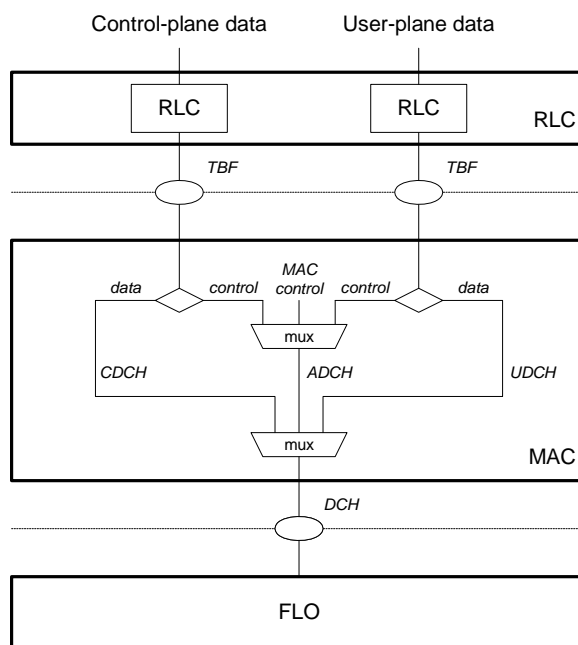 Control-plane data User-plane data
RLC RLC
RLC
TBF TBF
MAC
data control control control data
mux
CDCH ADCH UDCH
mux
MAC
DCH
FLO